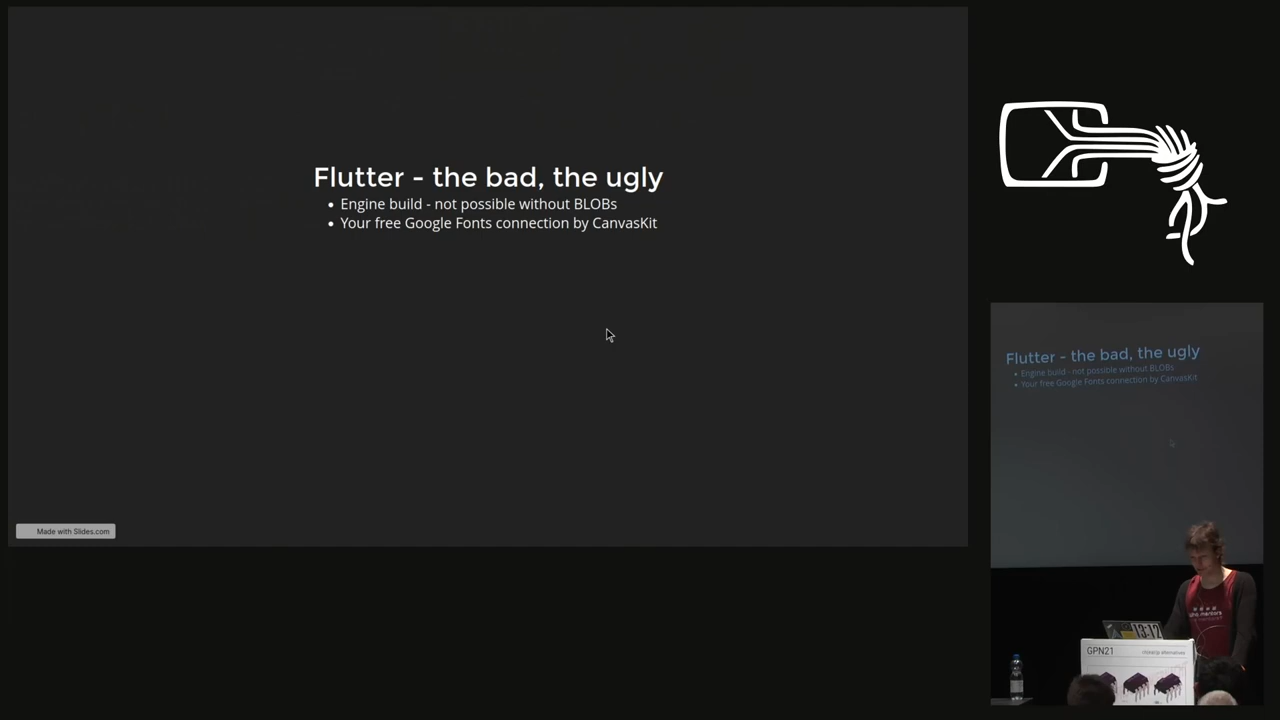 Flutter - the bad, the ugly
Engine build - not possible without BLOBs
Your free Google Fonts connection by CanvasKit
Made with Slides.com
Flutter - the bad, the ugly
Engine build - not possible without BLOBs
Your free Google Fonts connection by CanvasKit
13:12
GPN21